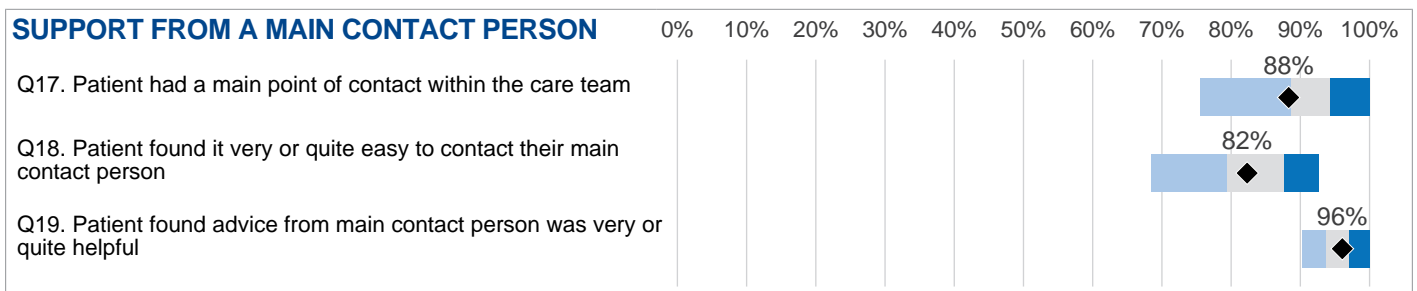 SUPPORT FROM A MAIN CONTACT PERSON 0% 10% 20% 30% 40% 50% 60% 70% 80% 90% 100%
88%
Q17. Patient had a main point of contact within the care team
82%
Q18. Patient found it very or quite easy to contact their main
contact person
96%
Q19. Patient found advice from main contact person was very or
quite helpful